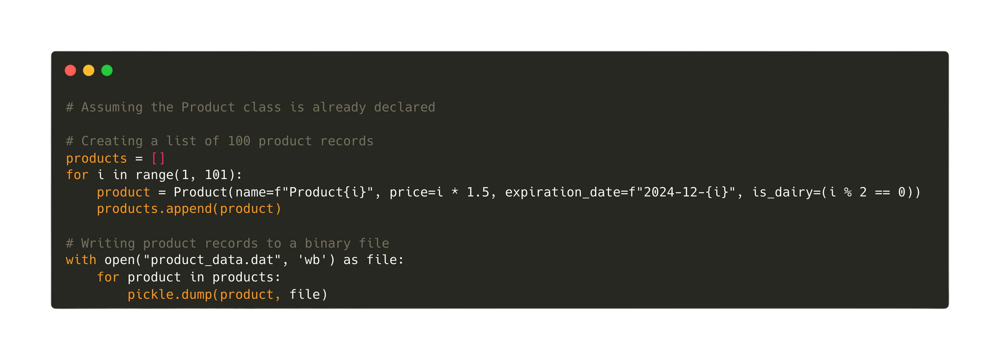 # Assuming the Product class is already declared
# Creating a list of 100 product records
products = []
for i in range(1, 101):
    product = Product(name=f"Product{i}", price=i * 1.5, expiration_date=f"2024-12-{i}", is_dairy=(i % 2 == 0))
    products.append(product)
# Writing product records to a binary file
with open("product_data.dat", 'wb') as file:
    for product in products:
        pickle.dump(product, file)